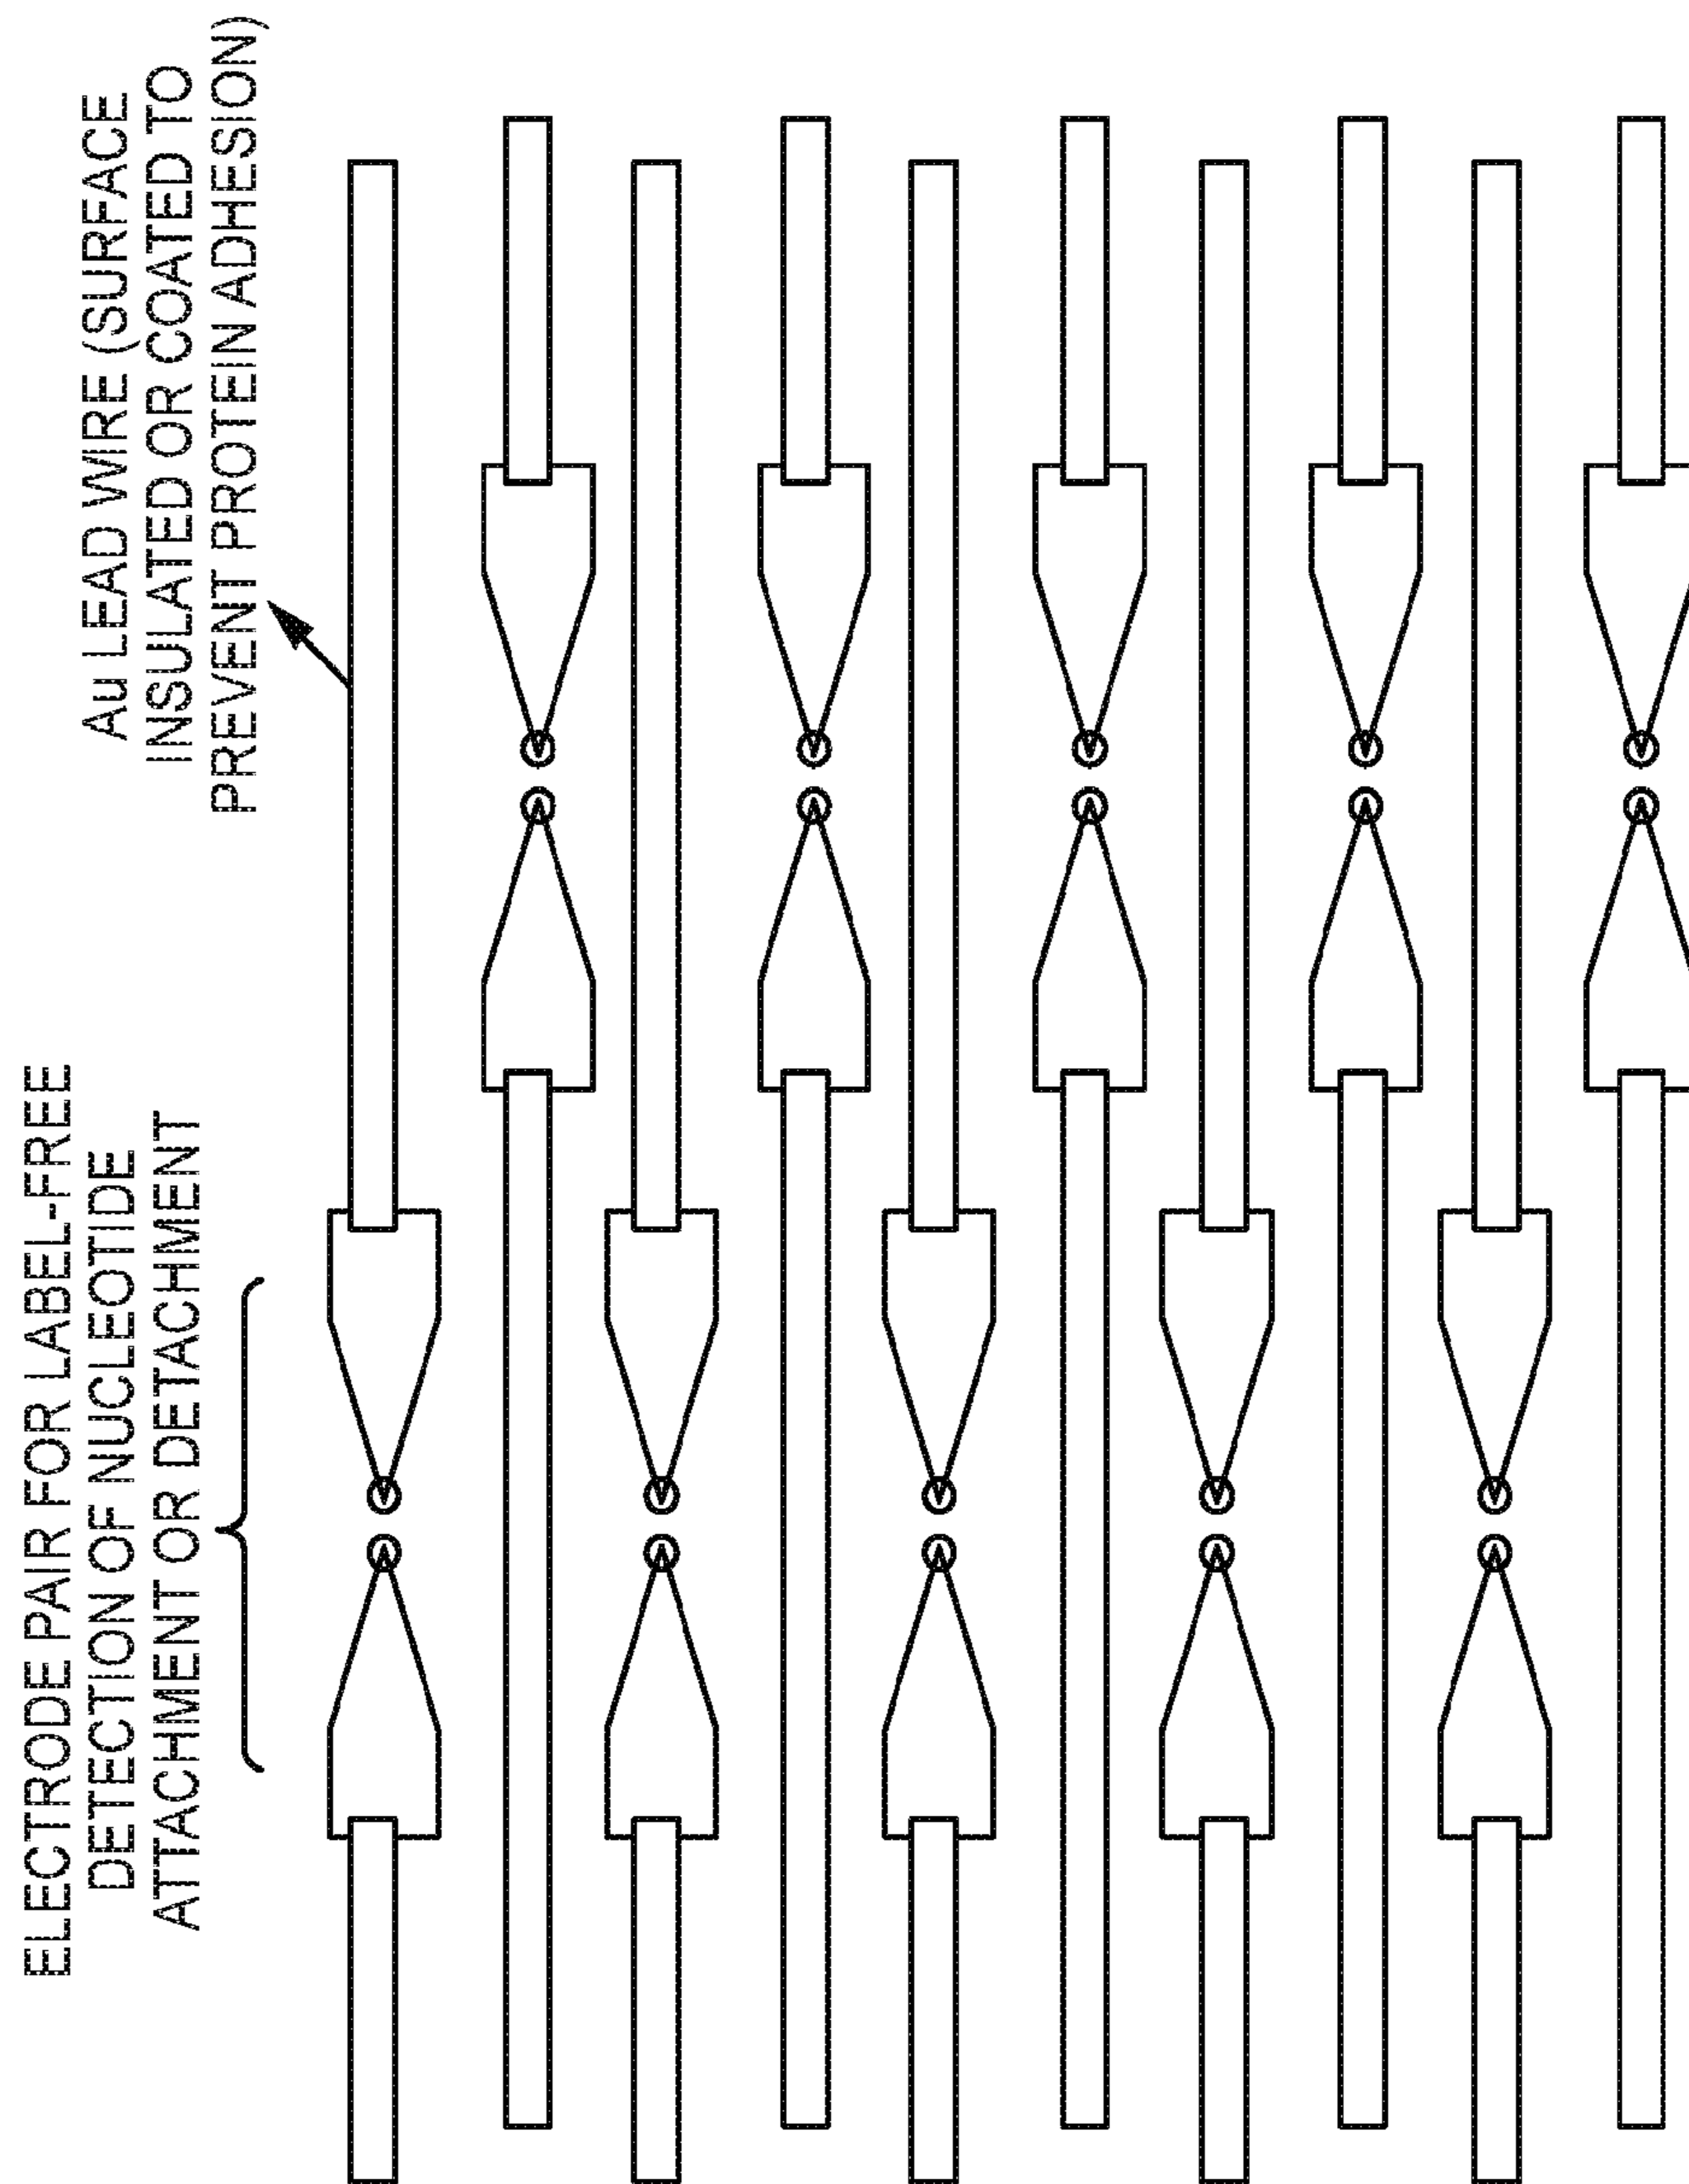 ELECTRODE PAIR FOR LABEL-FREE
DETECTION OF NUCLEOTIDE
ATTACHMENT OR DETACHMENT
Au LEAD WIRE (SURFACE
INSULATED OR COATED TO
PREVENT PROTEIN ADHESION)